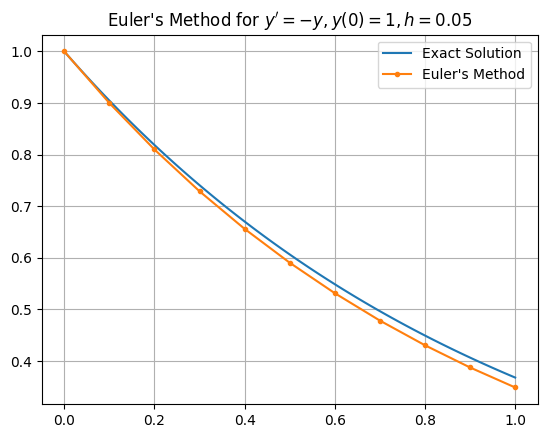 Euler's Method for y′ = −y, y(0) = 1, h = 0.05
Exact Solution
Euler's Method
1.0
0.9
0.8
0.7
0.6
0.5
0.4
0.0 0.2 0.4 0.6 0.8 1.0